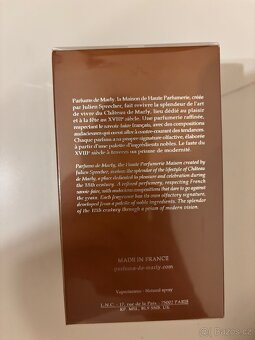 Parfums de Marly, la Maison de Haute Parfumerie, créée
par Julien Sprecher, fait revivre la splendeur de l'art
de vivre du Château de Marly, lieu dédié au plaisir
et à la fête au XVIIIe siècle. Une parfumerie raffinée,
respectant le savoir-faire français, avec des compositions
audacieuses qui osent aller à contre-courant des tendances.
Chaque parfum a sa propre signature olfactive, élaborée
à partir d'une palette d'ingrédients nobles. Le faste du
XVIIIe siècle à travers un prisme de modernité.
Parfums de Marly, the Haute Parfumerie Maison created by
Julien Sprecher, evokes the splendor of the lifestyle of Château
de Marly, a place dedicated to pleasure and celebration during
the 18th century. A refined perfumery, respecting French
savoir-faire, with compositions that dare to go against
the grain. Each fragrance has its own olfactory signature,
developed from a palette of noble ingredients. The splendor
of the 18th century through a prism of modern vision.
MADE IN FRANCE
parfums-de-marly.com
Vaporisateur - Natural spray
17, rue de la Paix, 75002 PARIS